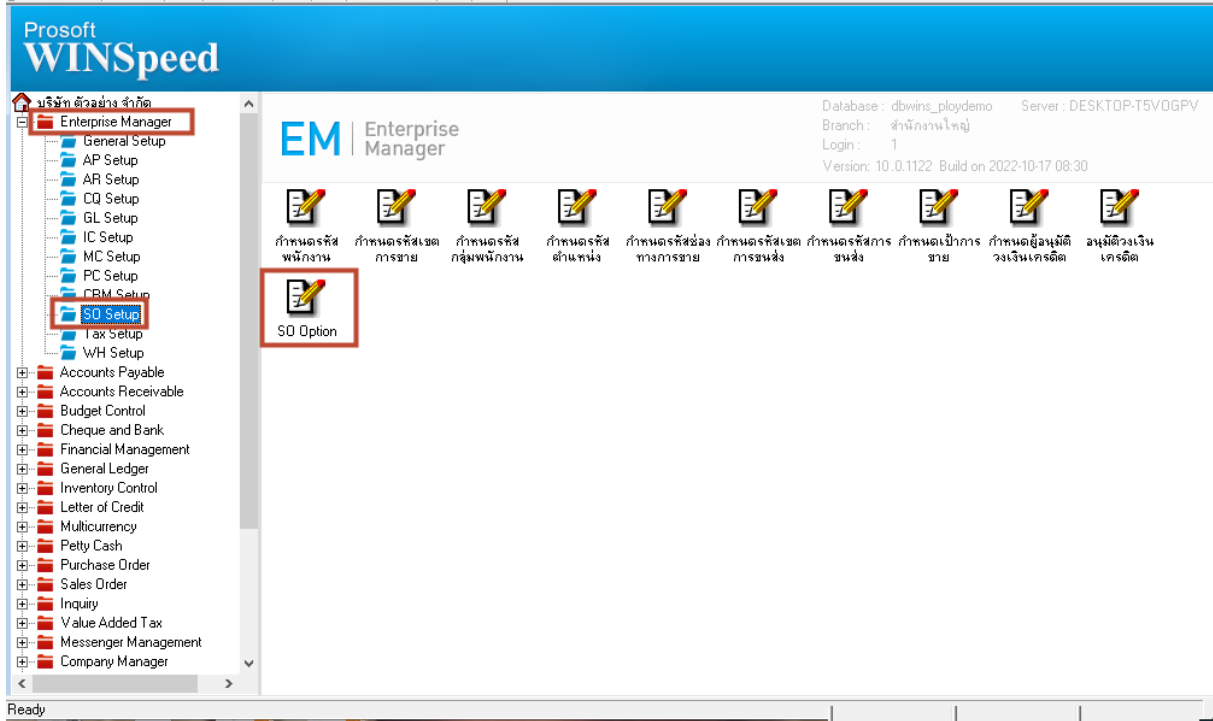 Prosoft
WINSpeed
บริษัท ตัวอย่าง จำกัด
Enterprise Manager
General Setup
AP Setup
AR Setup
CQ Setup
GL Setup
IC Setup
MC Setup
PC Setup
CRM Setup
SO Setup
Tax Setup
WH Setup
Accounts Payable
Accounts Receivable
Budget Control
Cheque and Bank
Financial Management
General Ledger
Inventory Control
Letter of Credit
Multicurrency
Petty Cash
Purchase Order
Sales Order
Inquiry
Value Added Tax
Messenger Management
Company Manager
EM Enterprise
Manager
Database : dbwins_ploydemo Server : DESKTOP-T5VOGPV
Branch : สำนักงานใหญ่
Login : 1
Version: 10.0.1122 Build on 2022-10-17 08:30
กำหนดรหัส
พนักงาน
กำหนดรหัสเขต
การขาย
กำหนดรหัส
กลุ่มพนักงาน
กำหนดรหัส
ตำแหน่ง
กำหนดรหัสช่อง
ทางการขาย
กำหนดรหัสเขต
การขนส่ง
กำหนดรหัสการ
ขนส่ง
กำหนดเป้าการ
ขาย
กำหนดผู้อนุมัติ
วงเงินเครดิต
อนุมัติวงเงิน
เครดิต
SO Option
Ready